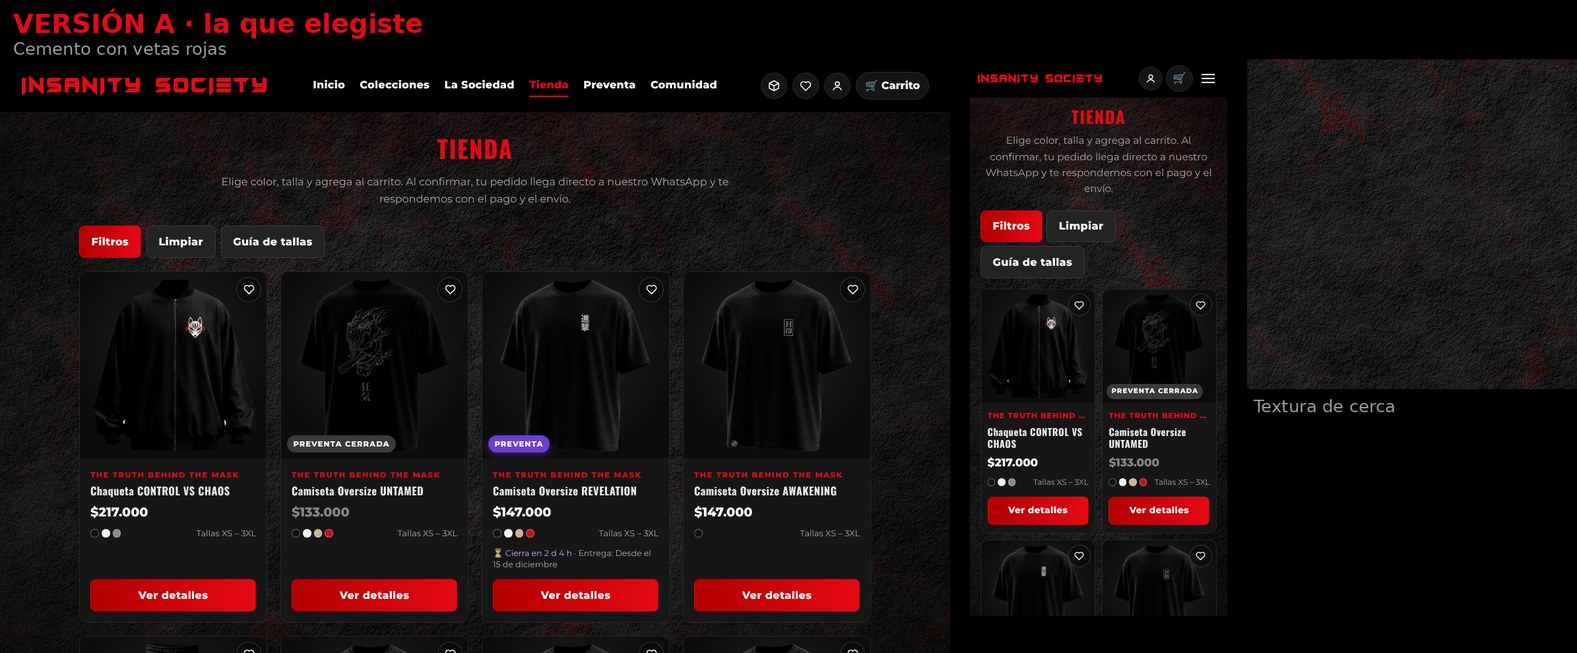 VERSIÓN A · la que elegiste
Cemento con vetas rojas
INSANITY SOCIETY
Inicio
Colecciones
La Sociedad
Tienda
Preventa
Comunidad
Carrito
TIENDA
Elige color, talla y agrega al carrito. Al confirmar, tu pedido llega directo a nuestro WhatsApp y te
respondemos con el pago y el envío.
Filtros
Limpiar
Guía de tallas
THE TRUTH BEHIND THE MASK
Chaqueta CONTROL VS CHAOS
$217.000
Tallas XS – 3XL
Ver detalles
狂
氣
PREVENTA CERRADA
THE TRUTH BEHIND THE MASK
Camiseta Oversize UNTAMED
$133.000
Tallas XS – 3XL
Ver detalles
進
撃
PREVENTA
THE TRUTH BEHIND THE MASK
Camiseta Oversize REVELATION
$147.000
Tallas XS – 3XL
⏳ Cierra en 2 d 4 h · Entrega: Desde el
15 de diciembre
Ver detalles
THE TRUTH BEHIND THE MASK
Camiseta Oversize AWAKENING
$147.000
Tallas XS – 3XL
Ver detalles
INSANITY SOCIETY
TIENDA
Elige color, talla y agrega al carrito. Al
confirmar, tu pedido llega directo a nuestro
WhatsApp y te respondemos con el pago y el
envío.
Filtros
Limpiar
Guía de tallas
THE TRUTH BEHIND ...
Chaqueta CONTROL VS
CHAOS
$217.000
Tallas XS – 3XL
Ver detalles
PREVENTA CERRADA
THE TRUTH BEHIND ...
Camiseta Oversize
UNTAMED
$133.000
Tallas XS – 3XL
Ver detalles
Textura de cerca